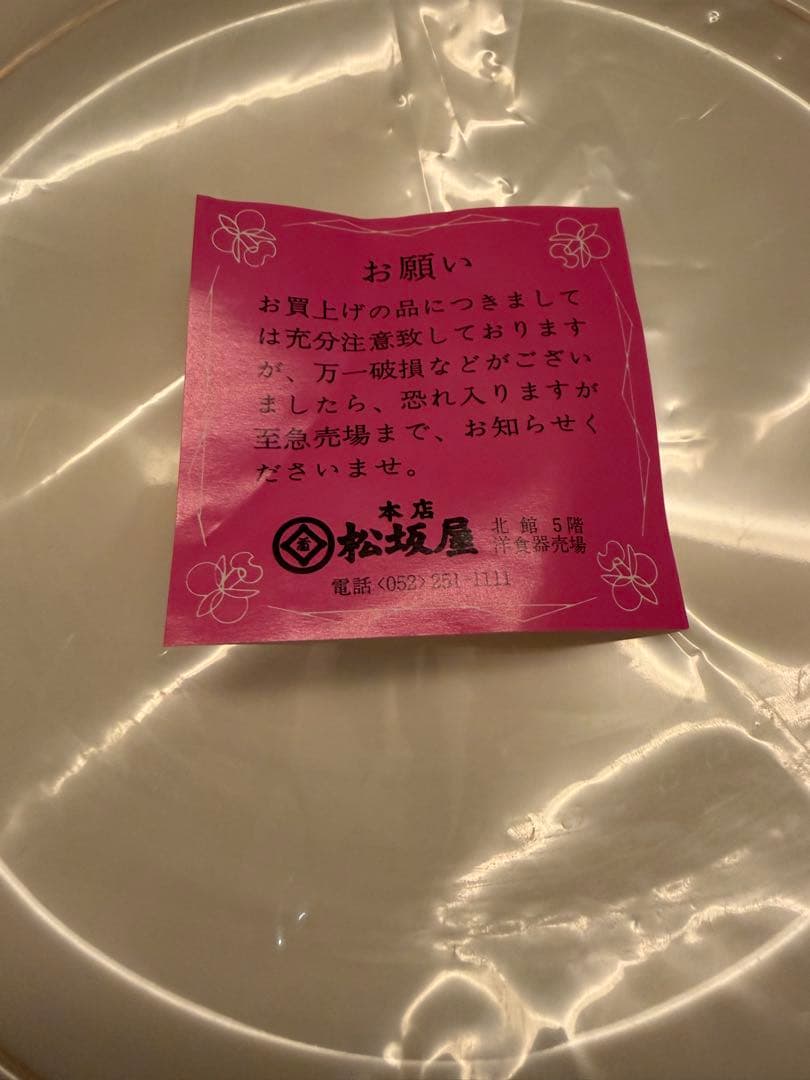 お願い
お買上げの品につきまして
は充分注意致しております
が、万一破損などがござい
ましたら、恐れ入りますが
至急売場まで、お知らせく
ださいませ。
本店
松坂屋
北館5階
洋食器売場
電話〈052〉251-1111